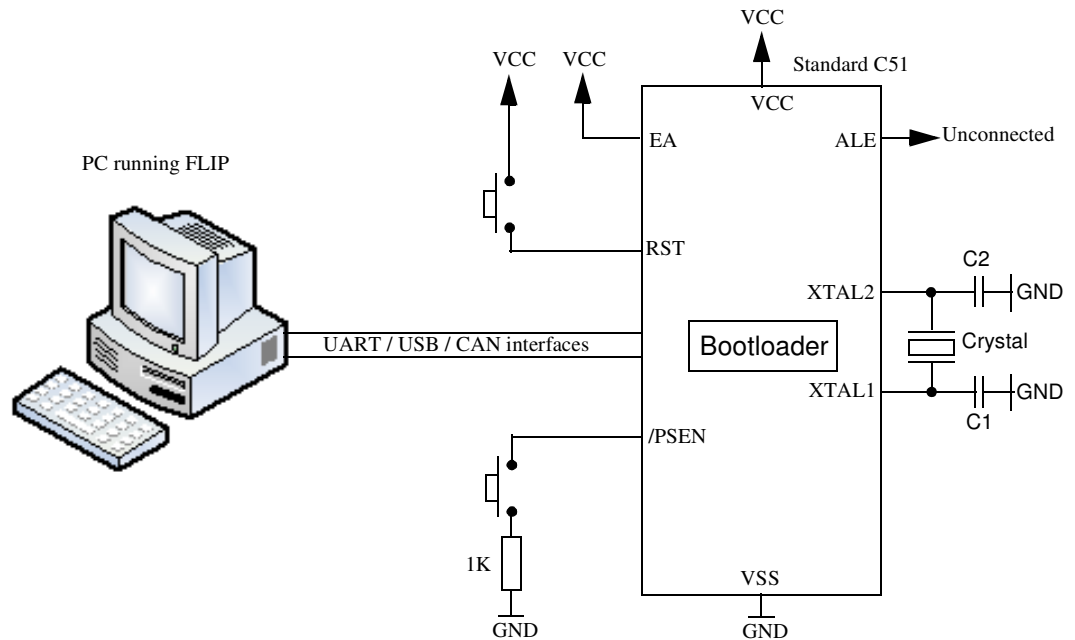 VCC
Standard C51
VCC
VCC
VCC
EA
ALE
Unconnected
PC running FLIP
RST
C2
XTAL2
GND
UART / USB / CAN interfaces
Bootloader
Crystal
XTAL1
GND
C1
/PSEN
1K
VSS
GND
GND